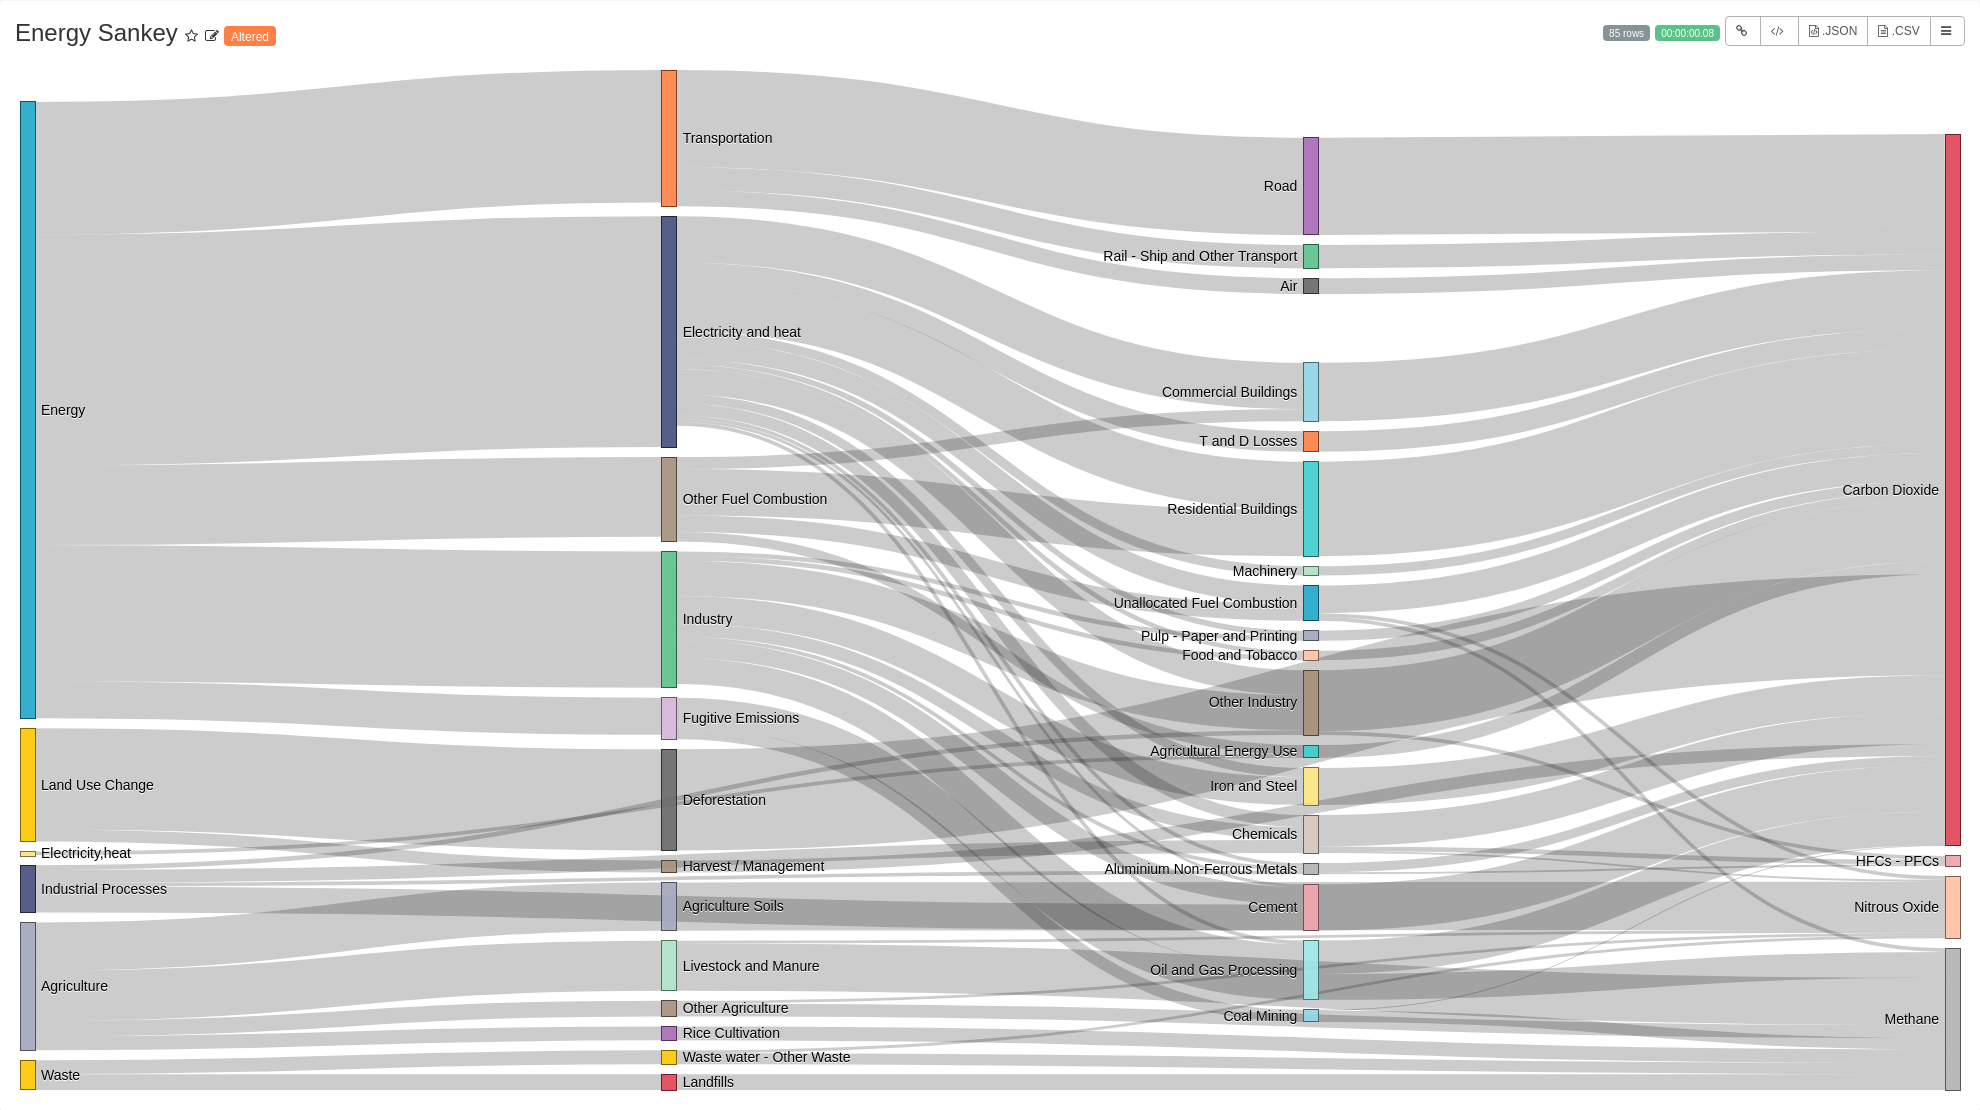 Energy Sankey
Altered
85 rows
00:00:00.08
</>
.JSON
.CSV
Energy
Land Use Change
Electricity,heat
Industrial Processes
Agriculture
Waste
Transportation
Electricity and heat
Other Fuel Combustion
Industry
Fugitive Emissions
Deforestation
Harvest / Management
Agriculture Soils
Livestock and Manure
Other Agriculture
Rice Cultivation
Waste water - Other Waste
Landfills
Road
Rail - Ship and Other Transport
Air
Commercial Buildings
T and D Losses
Residential Buildings
Machinery
Unallocated Fuel Combustion
Pulp - Paper and Printing
Food and Tobacco
Other Industry
Agricultural Energy Use
Iron and Steel
Chemicals
Aluminium Non-Ferrous Metals
Cement
Oil and Gas Processing
Coal Mining
Carbon Dioxide
HFCs - PFCs
Nitrous Oxide
Methane